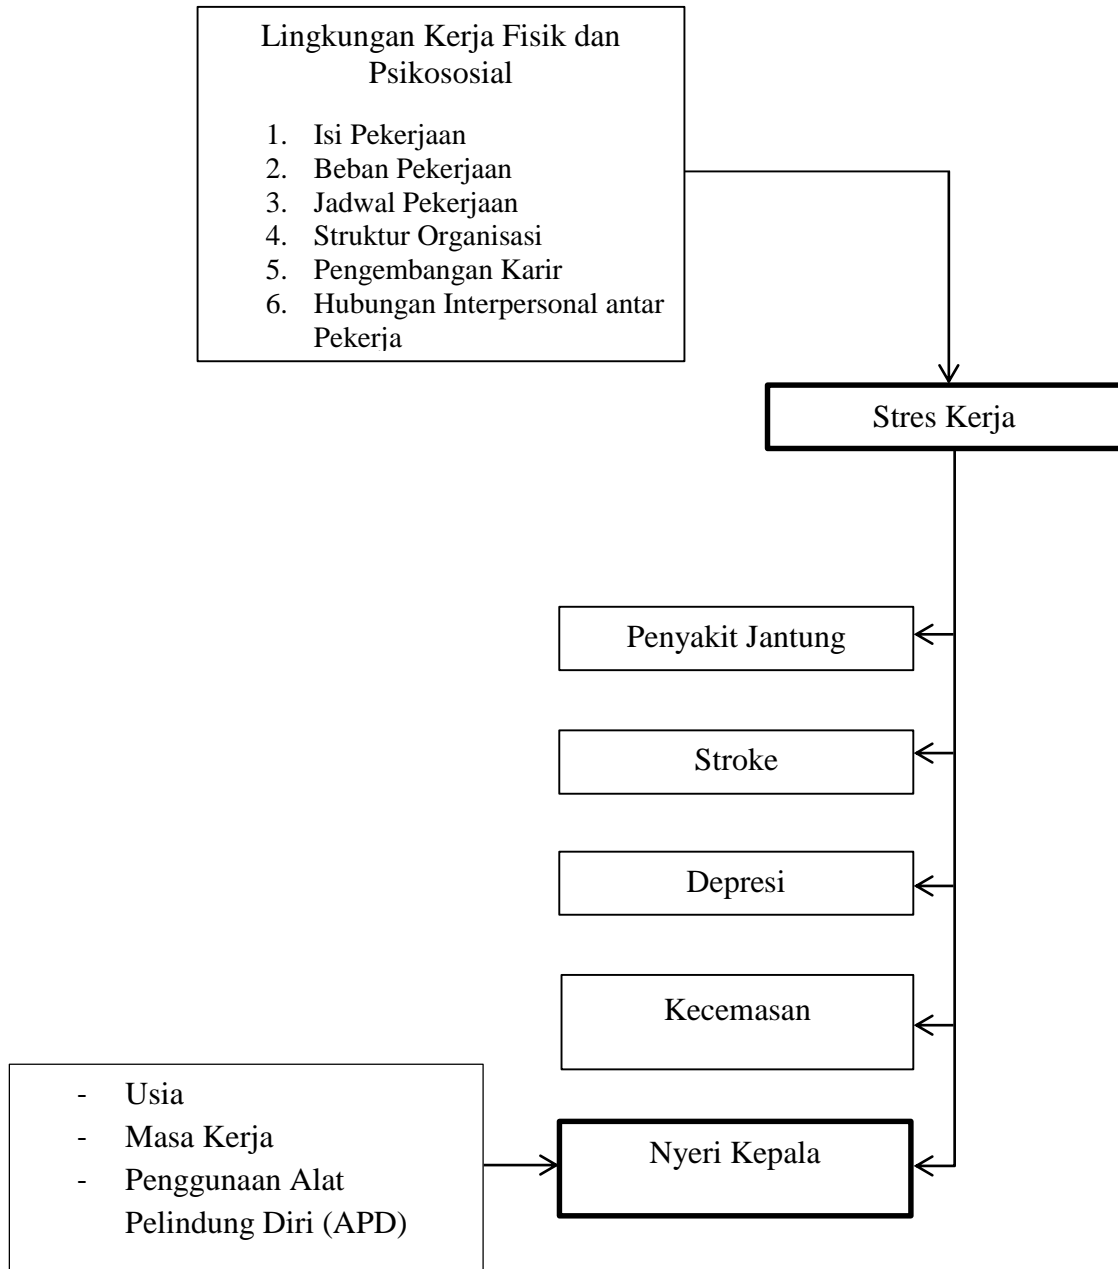 Lingkungan Kerja Fisik dan
Psikososial
1. Isi Pekerjaan
2. Beban Pekerjaan
3. Jadwal Pekerjaan
4. Struktur Organisasi
5. Pengembangan Karir
6. Hubungan Interpersonal antar
Pekerja
Stres Kerja
Penyakit Jantung
Stroke
Depresi
Kecemasan
- Usia
- Masa Kerja
- Penggunaan Alat
Pelindung Diri (APD)
Nyeri Kepala